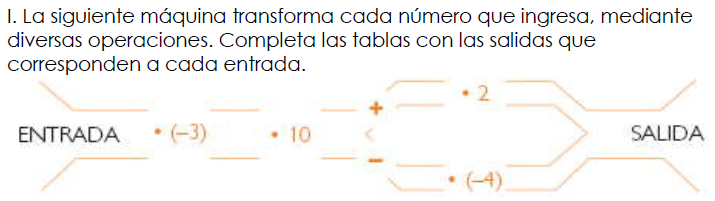 I. La siguiente máquina transforma cada número que ingresa, mediante
diversas operaciones. Completa las tablas con las salidas que
corresponden a cada entrada.
• 2
+
ENTRADA • (−3) • 10 < SALIDA
−
• (−4)